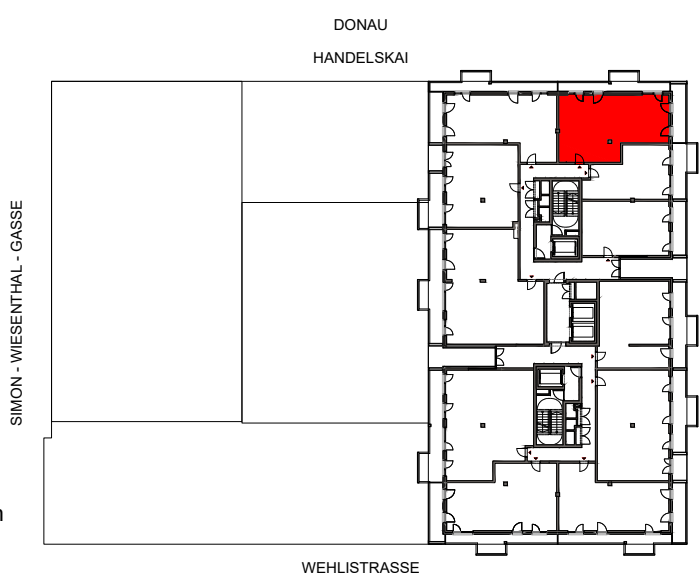 DONAU
HANDELSKAI
SIMON - WIESENTHAL - GASSE
n
WEHLISTRASSE